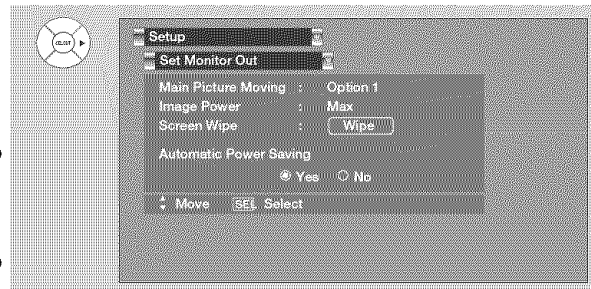 Setup
Set Monitor Out
Main Picture Moving : Option 1
Image Power : Max
Screen Wipe : Wipe
Automatic Power Saving
Yes No
Move SEL Select